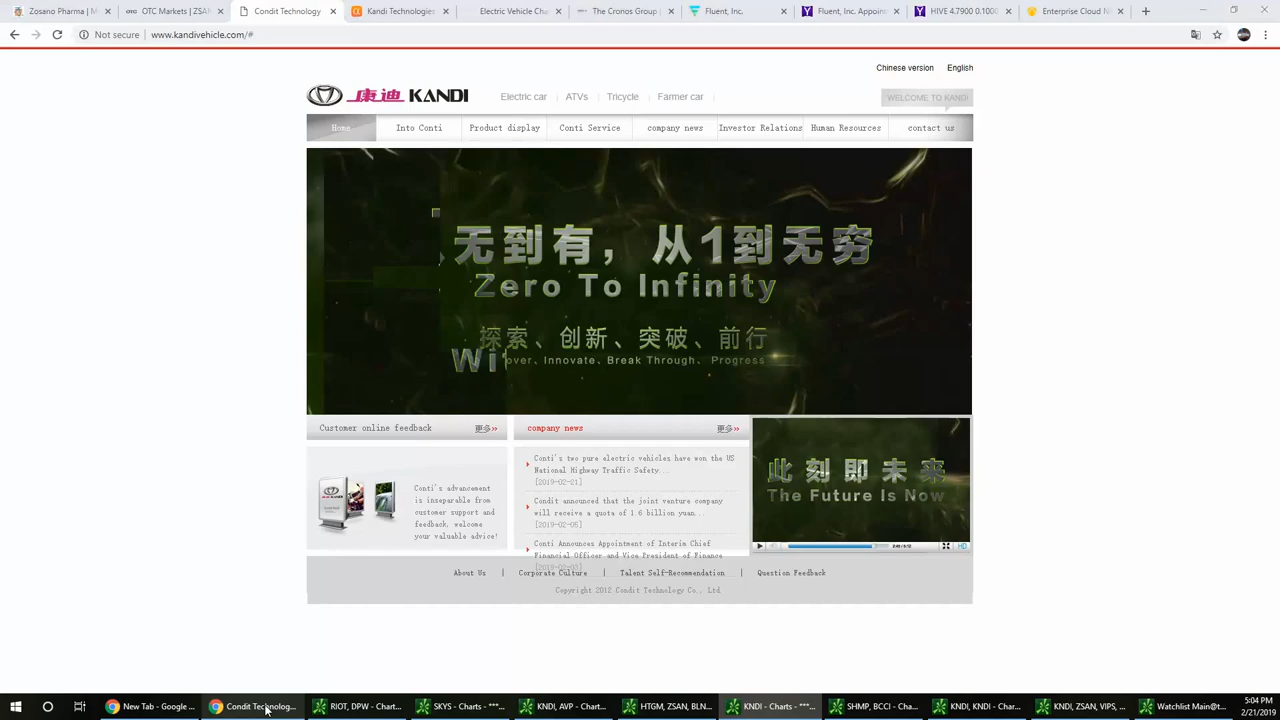 Zosano Pharma | M
OTC Markets | ZSAN
Condit Technology
Kandi Technologies
Electric Vehicle Cha
The Cronos Group |
Fluent, Inc.
Fluent, Inc. Appoin
HIVE 4.7900 0.1000
Enterprise Cloud N
Not secure | www.kandivehicle.com/#
Chinese version English
康迪 KANDI
Electric car ATVs Tricycle Farmer car
WELCOME TO KANDI
Home Into Conti Product display Conti Service company news Investor Relations Human Resources contact us
无到有，从1到无穷
Zero To Infinity
探索、创新、突破、前行
Wi
over、Innovate、Break Through、Progress
Customer online feedback 更多»
company news 更多»
Conti's advancement
is inseparable from
customer support and
feedback, welcome
your valuable advice!
Conti's two pure electric vehicles have won the US
National Highway Traffic Safety...
[2019-02-21]
Condit announced that the joint venture company
will receive a quota of 1.6 billion yuan...
[2019-02-05]
Conti Announces Appointment of Interim Chief
Financial Officer and Vice President of Finance
此刻即未来
The Future Is Now
HD
About Us | Corporate Culture | Talent Self-Recommendation | Question Feedback
Copyright 2012 Condit Technology Co., Ltd.
New Tab - Google ...
Condit Technolog...
RIOT, DPW - Chart...
SKYS - Charts - ***...
KNDI, AVP - Chart...
HTGM, ZSAN, BLN...
KNDI - Charts - ***...
SHMP, BCCI - Cha...
KNDI, KNDI - Char...
KNDI, ZSAN, VIPS, ...
Watchlist Main@t...
5:04 PM
2/21/2019